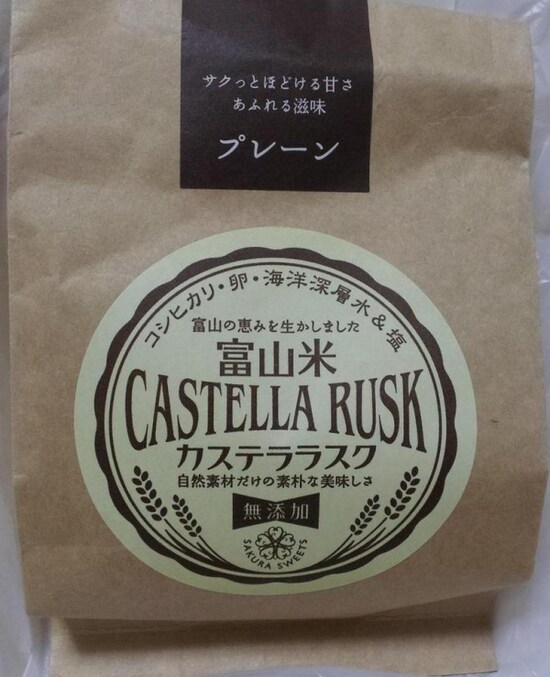 サクっとほどける甘さ
あふれる滋味
プレーン
コシヒカリ・卵・海洋深層水&塩
富山の恵みを生かしました
富山米
CASTELLA RUSK
カステララスク
自然素材だけの素朴な美味しさ
無添加
SAKURA SWEETS